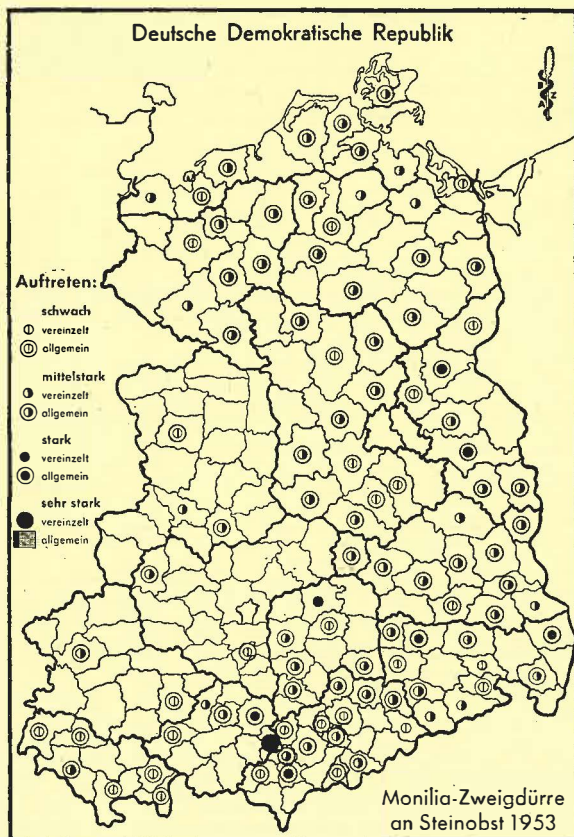 Deutsche Demokratische Republik
Auftreten:
schwach
vereinzelt
allgemein
mittelstark
vereinzelt
allgemein
stark
vereinzelt
allgemein
sehr stark
vereinzelt
allgemein
Monilia-Zweigdürre
an Steinobst 1953